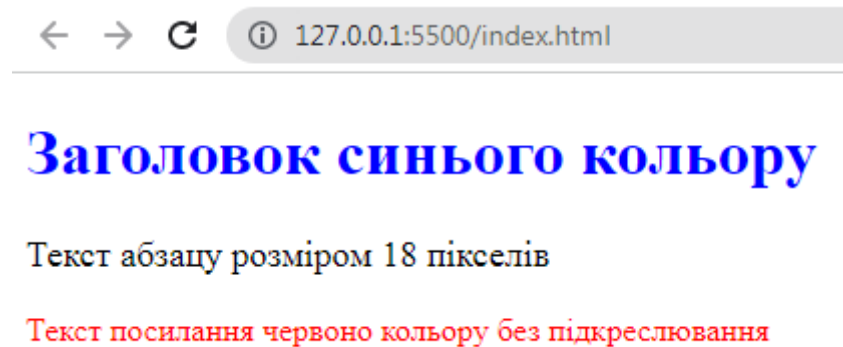 127.0.0.1:5500/index.html
Заголовок синього кольору
Текст абзацу розміром 18 пікселів
Текст посилання червоно кольору без підкреслювання